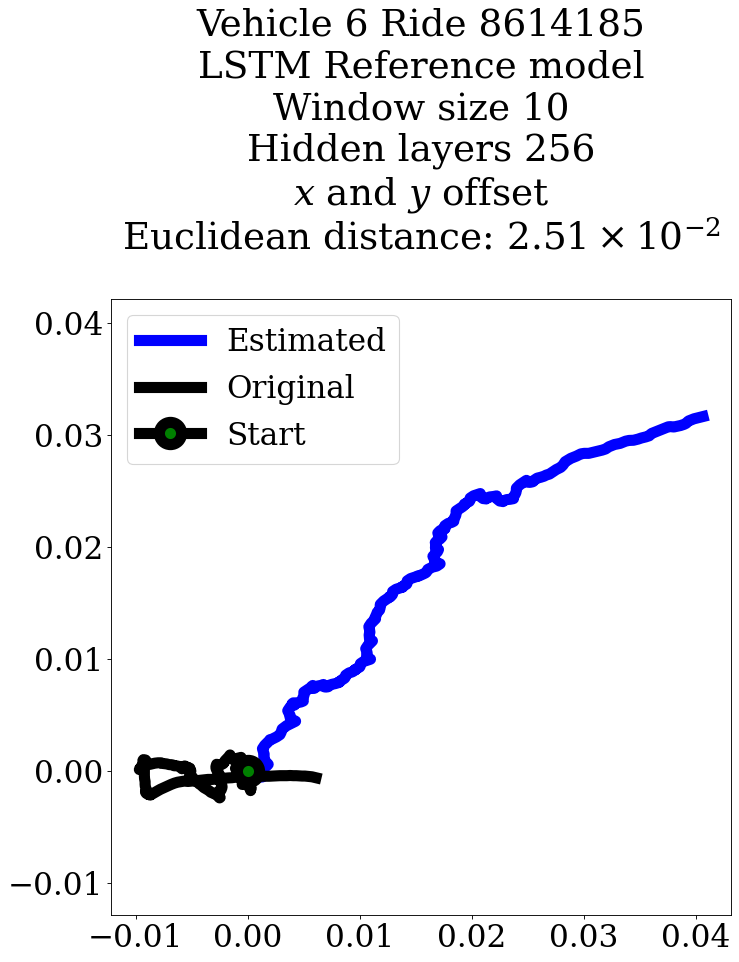 Vehicle 6 Ride 8614185
LSTM Reference model
Window size 10
Hidden layers 256
x and y offset
Euclidean distance: 2.51 × 10⁻²
Estimated
Original
Start
0.04
0.03
0.02
0.01
0.00
−0.01
−0.01 0.00 0.01 0.02 0.03 0.04